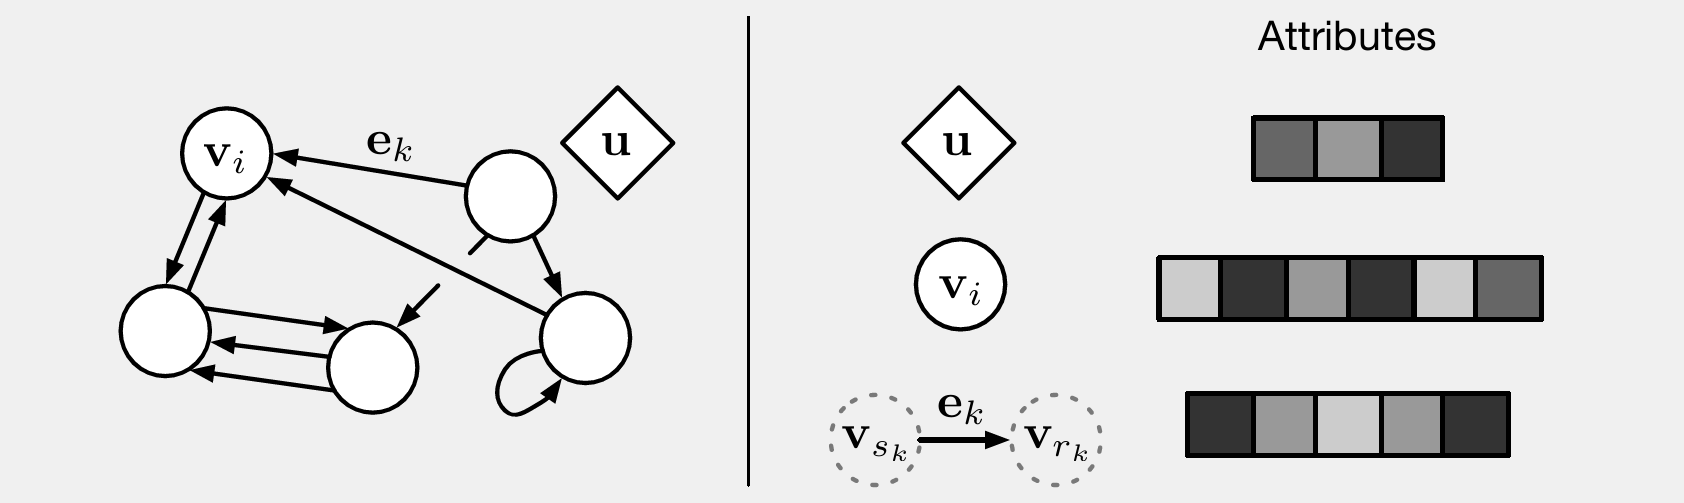 Attributes
e_k
v_i
u
u
v_i
e_k
v_{s_k} v_{r_k}